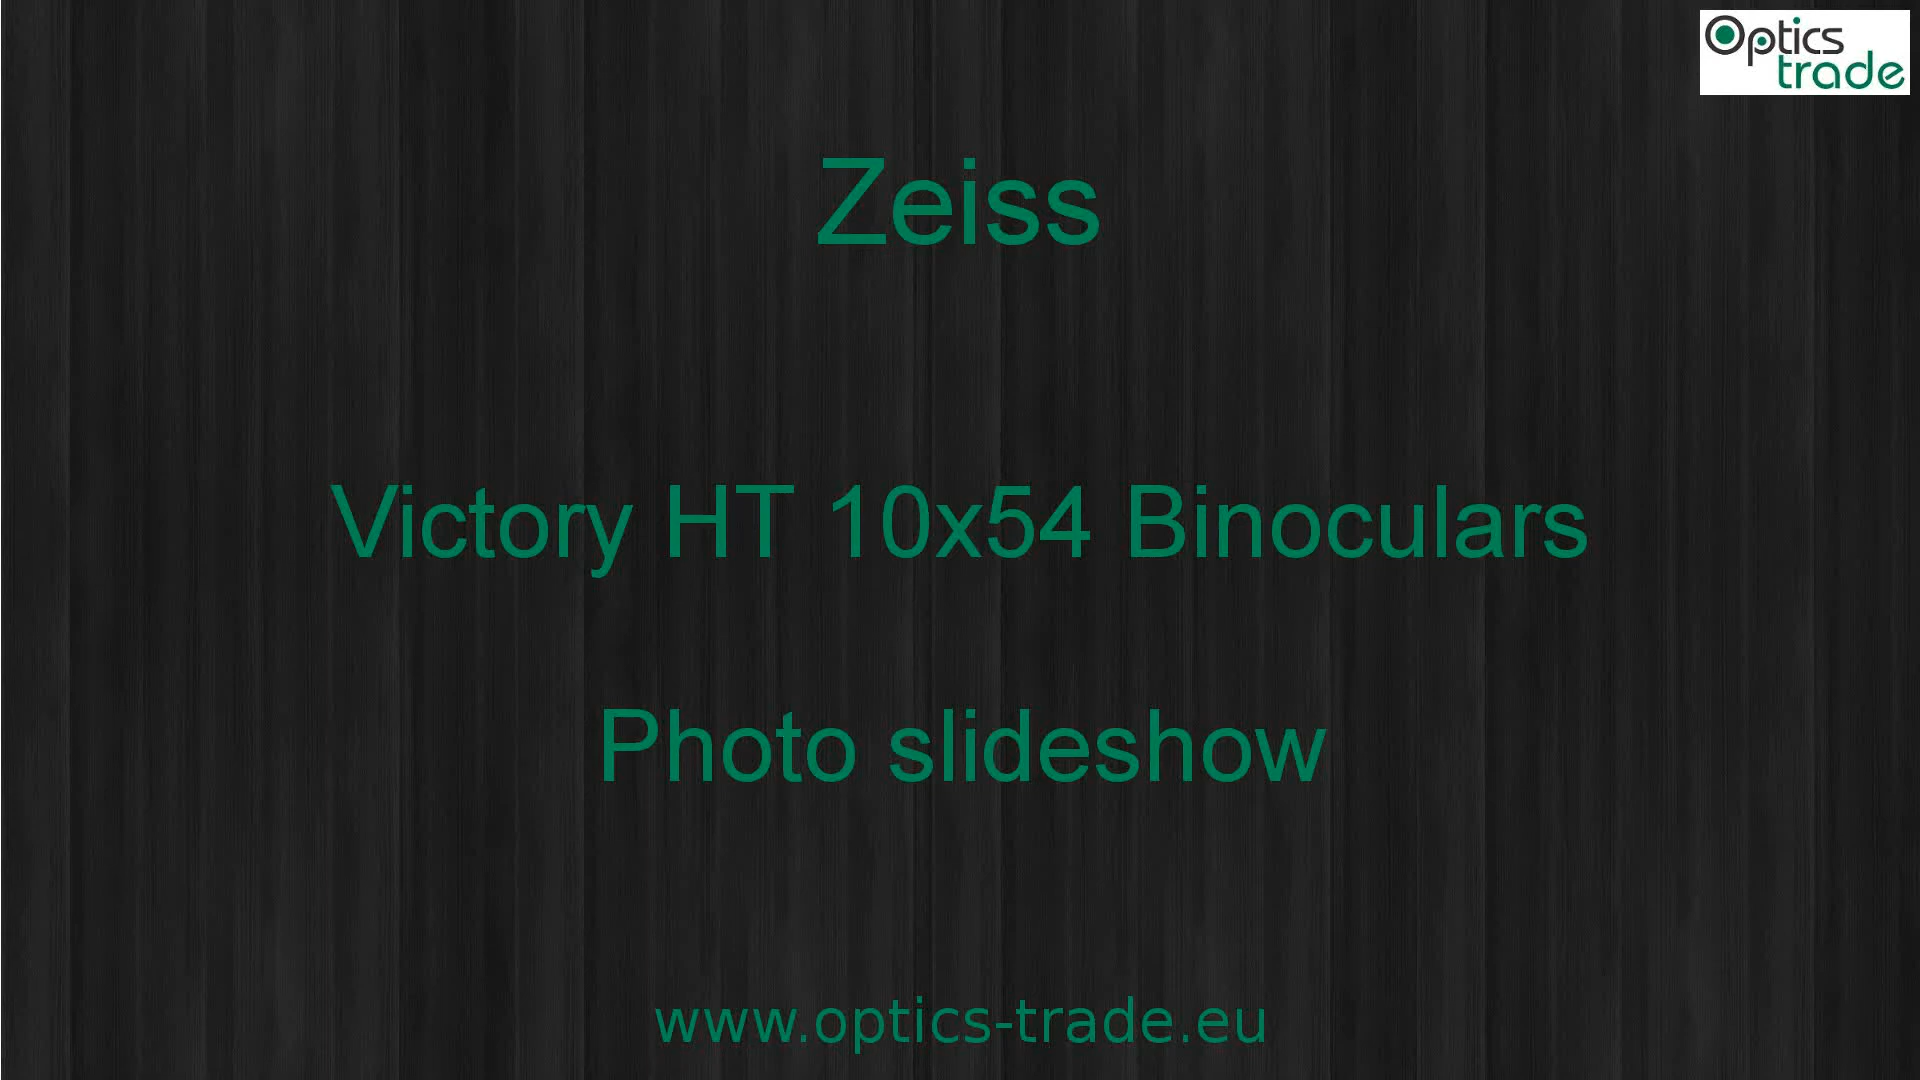 Optics
trade
Zeiss
Victory HT 10x54 Binoculars
Photo slideshow
www.optics-trade.eu